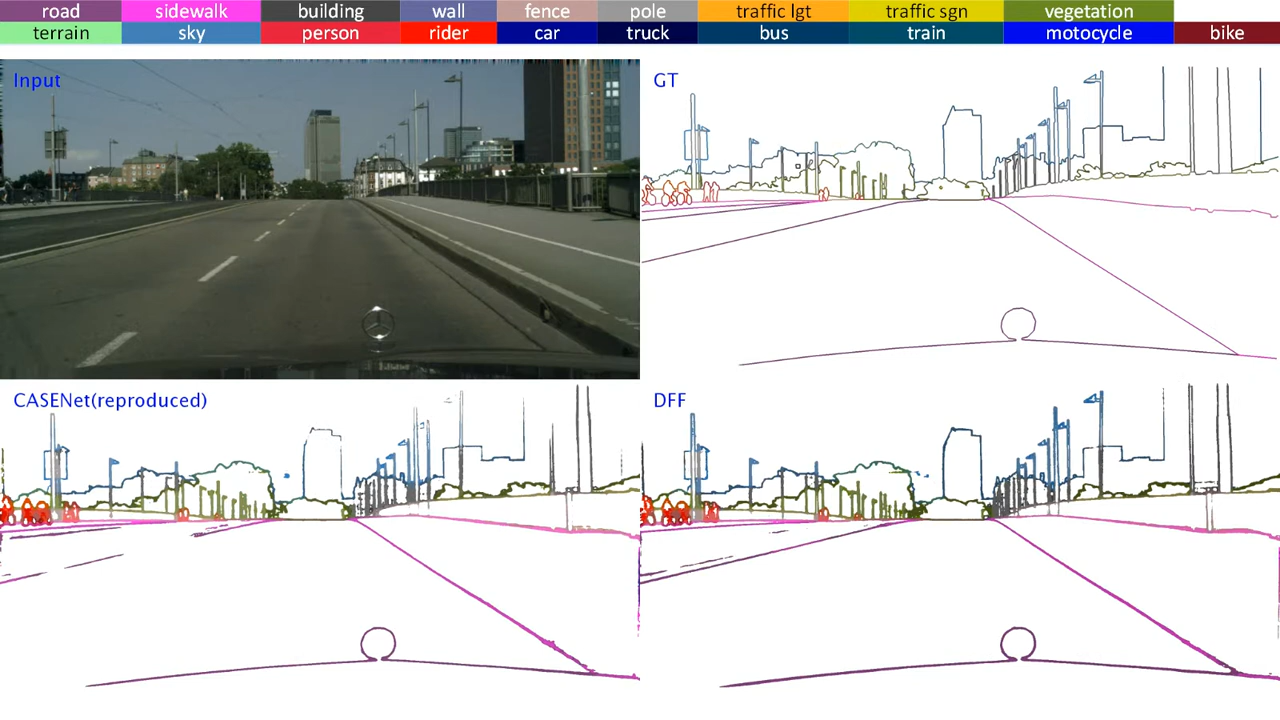 road sidewalk building wall fence pole traffic lgt traffic sgn vegetation
terrain sky person rider car truck bus train motocycle bike
Input
GT
CASENet(reproduced)
DFF